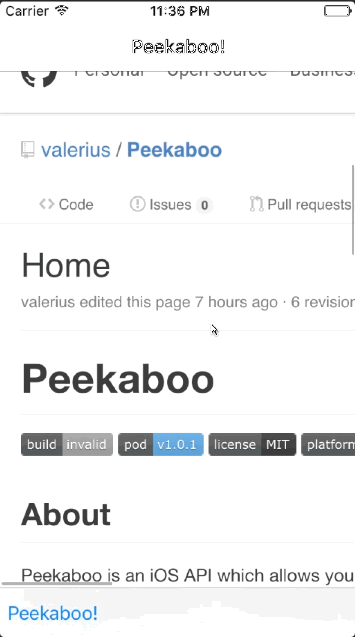 Carrier 11:36 PM
Peekaboo!
Personal Open source Business
valerius / Peekaboo
Code Issues 0 Pull requests
Home
valerius edited this page 7 hours ago · 6 revision
Peekaboo
build invalid pod v1.0.1 license MIT platform
About
Peekaboo is an iOS API which allows you
Peekaboo!